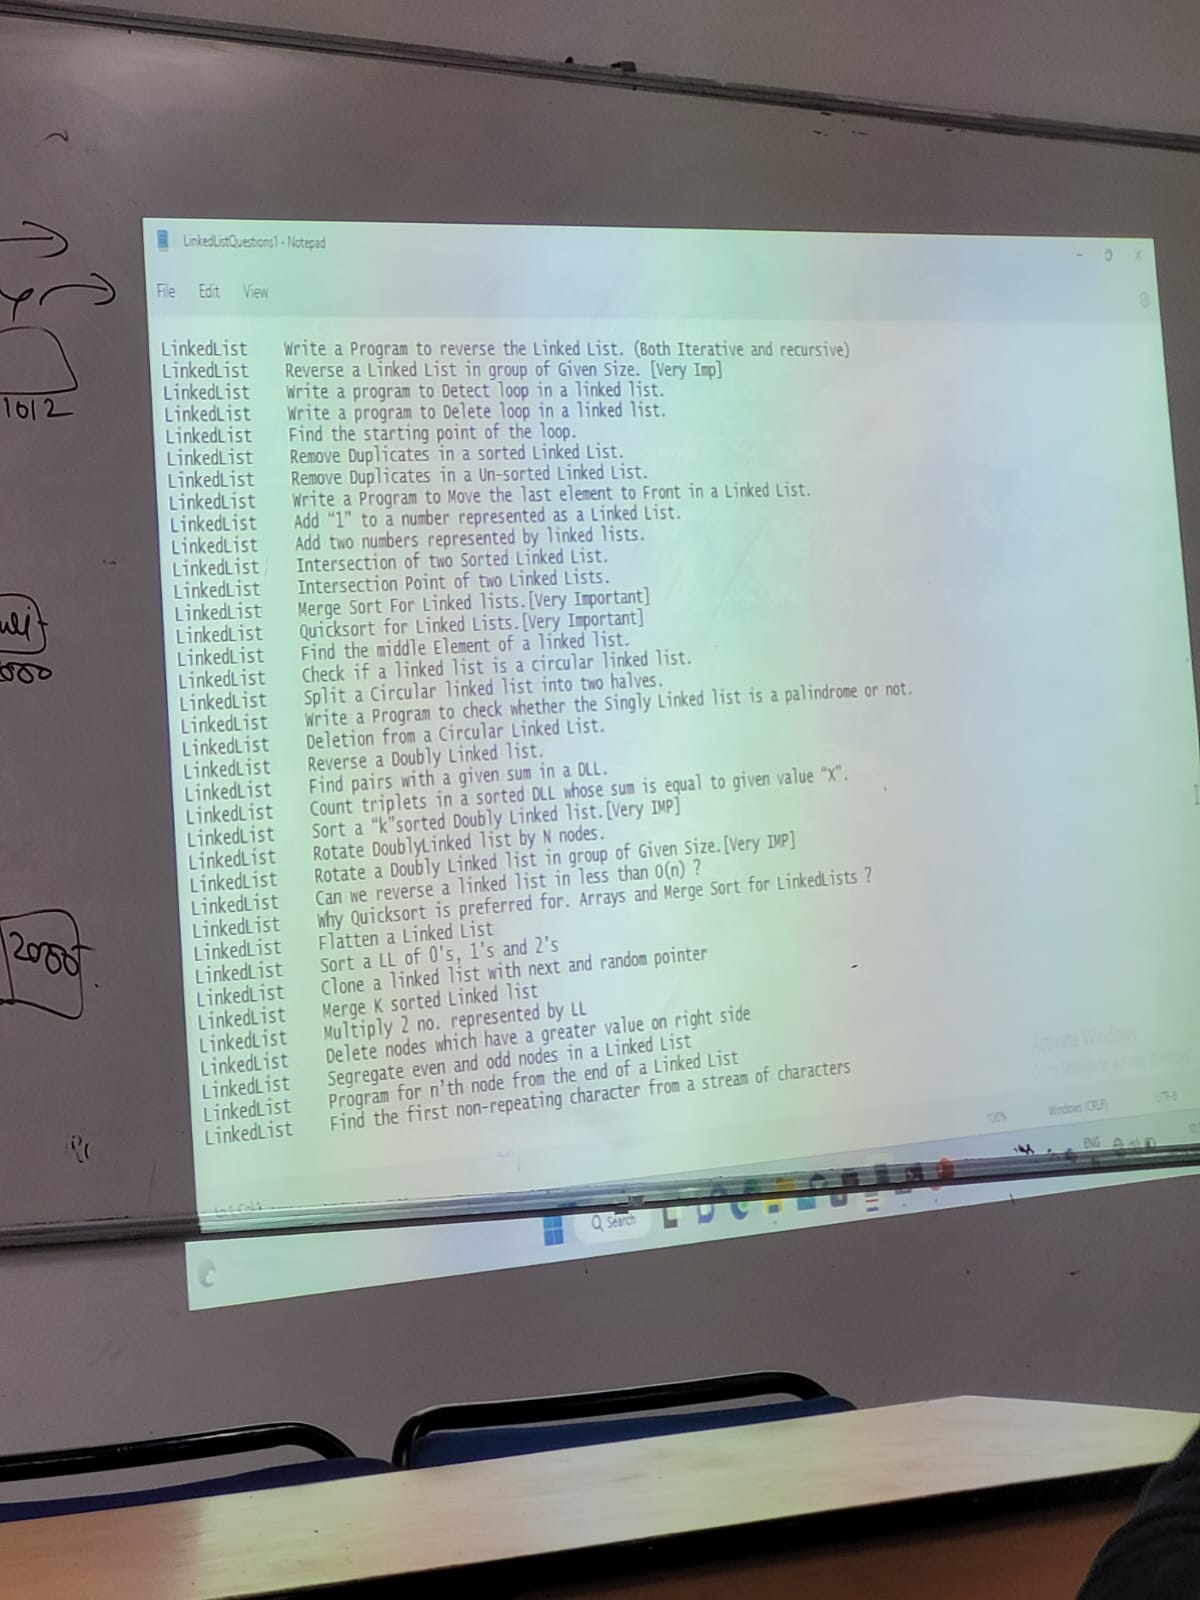 LinkedListQuestions1 - Notepad
File Edit View
LinkedList Write a Program to reverse the Linked List. (Both Iterative and recursive)
LinkedList Reverse a Linked List in group of Given Size. [Very Imp]
LinkedList Write a program to Detect loop in a linked list.
LinkedList Write a program to Delete loop in a linked list.
LinkedList Find the starting point of the loop.
LinkedList Remove Duplicates in a sorted Linked List.
LinkedList Remove Duplicates in a Un-sorted Linked List.
LinkedList Write a Program to Move the last element to Front in a Linked List.
LinkedList Add “1” to a number represented as a Linked List.
LinkedList Add two numbers represented by linked lists.
LinkedList Intersection of two Sorted Linked List.
LinkedList Intersection Point of two Linked Lists.
LinkedList Merge Sort For Linked lists.[Very Important]
LinkedList Quicksort for Linked Lists.[Very Important]
LinkedList Find the middle Element of a linked list.
LinkedList Check if a linked list is a circular linked list.
LinkedList Split a Circular linked list into two halves.
LinkedList Write a Program to check whether the Singly Linked list is a palindrome or not.
LinkedList Deletion from a Circular Linked List.
LinkedList Reverse a Doubly Linked list.
LinkedList Find pairs with a given sum in a DLL.
LinkedList Count triplets in a sorted DLL whose sum is equal to given value “x”.
LinkedList Sort a “k”sorted Doubly Linked list.[Very IMP]
LinkedList Rotate DoublyLinked list by N nodes.
LinkedList Rotate a Doubly Linked list in group of Given Size.[Very IMP]
LinkedList Can we reverse a linked list in less than O(n) ?
LinkedList Why Quicksort is preferred for. Arrays and Merge Sort for LinkedLists ?
LinkedList Flatten a Linked List
LinkedList Sort a LL of 0's, 1's and 2's
LinkedList Clone a linked list with next and random pointer
LinkedList Merge K sorted Linked list
LinkedList Multiply 2 no. represented by LL
LinkedList Delete nodes which have a greater value on right side
LinkedList Segregate even and odd nodes in a Linked List
LinkedList Program for n’th node from the end of a Linked List
LinkedList Find the first non-repeating character from a stream of characters
1012
2000
Activate Windows
100% Windows (CRLF) UTF-8
ENG
Search